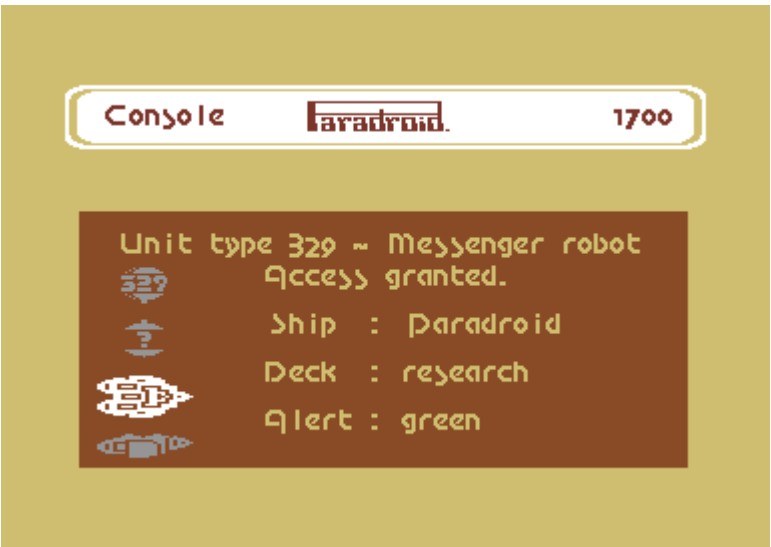 Console Paradroid. 1700
Unit type 329 ~ Messenger robot
Access granted.
329
Ship : Paradroid
?
Deck : research
Alert : green